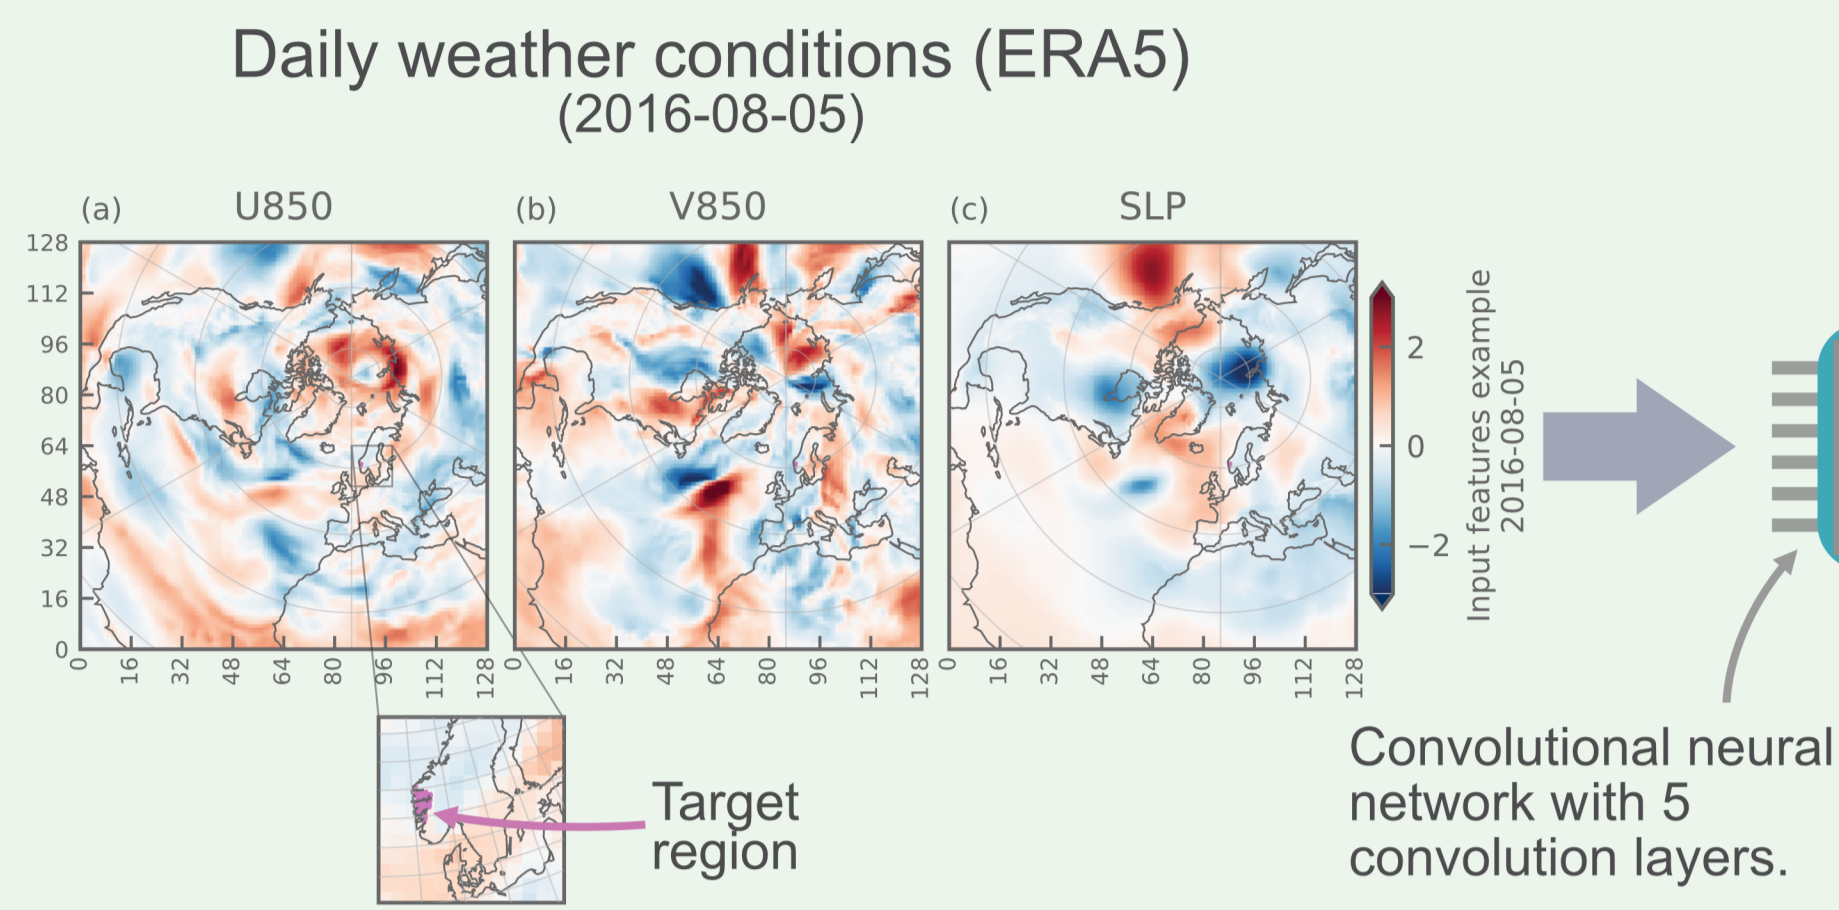 Daily weather conditions (ERA5)
(2016-08-05)
(a) U850
(b) V850
(c) SLP
128
112
96
80
64
48
32
16
0
0 16 32 48 64 80 96 112 128
0 16 32 48 64 80 96 112 128
0 16 32 48 64 80 96 112 128
2
0
−2
Input features example
2016-08-05
Target
region
Convolutional neural
network with 5
convolution layers.